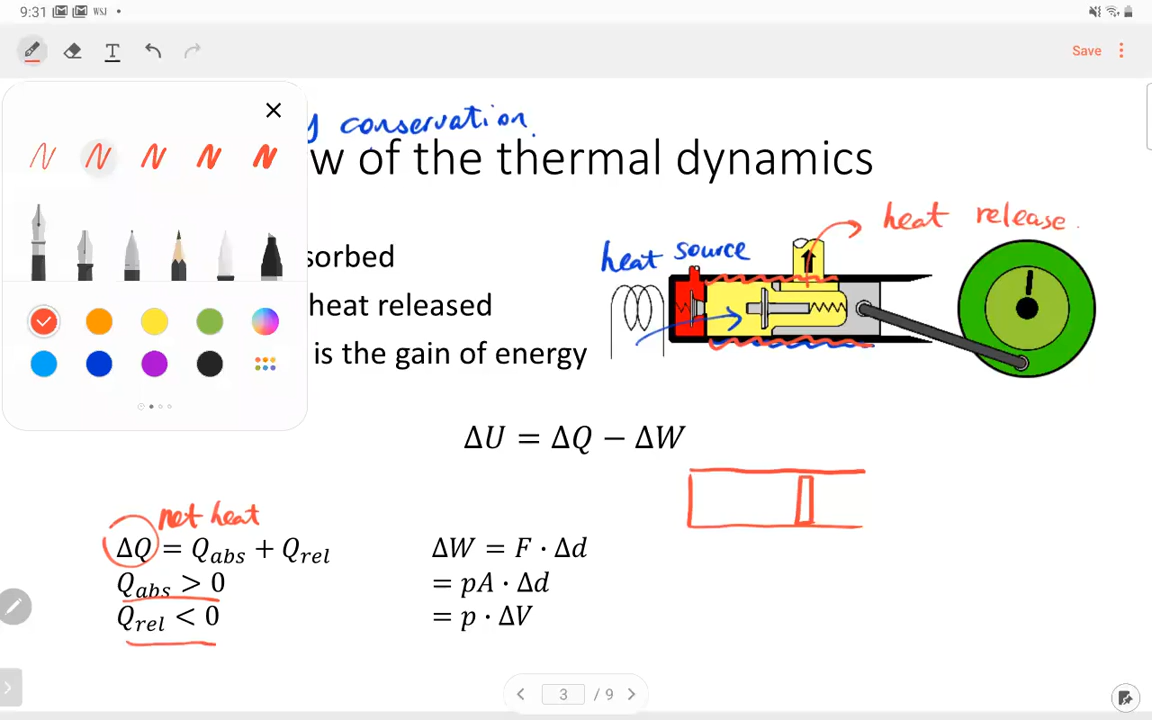 9:31 WSJ
Save
y conservation.
w of the thermal dynamics
heat release.
heat source
sorbed
heat released
is the gain of energy
ΔU = ΔQ − ΔW
net heat
ΔQ = Q_abs + Q_rel
Q_abs > 0
Q_rel < 0
ΔW = F · Δd
= pA · Δd
= p · ΔV
3 / 9